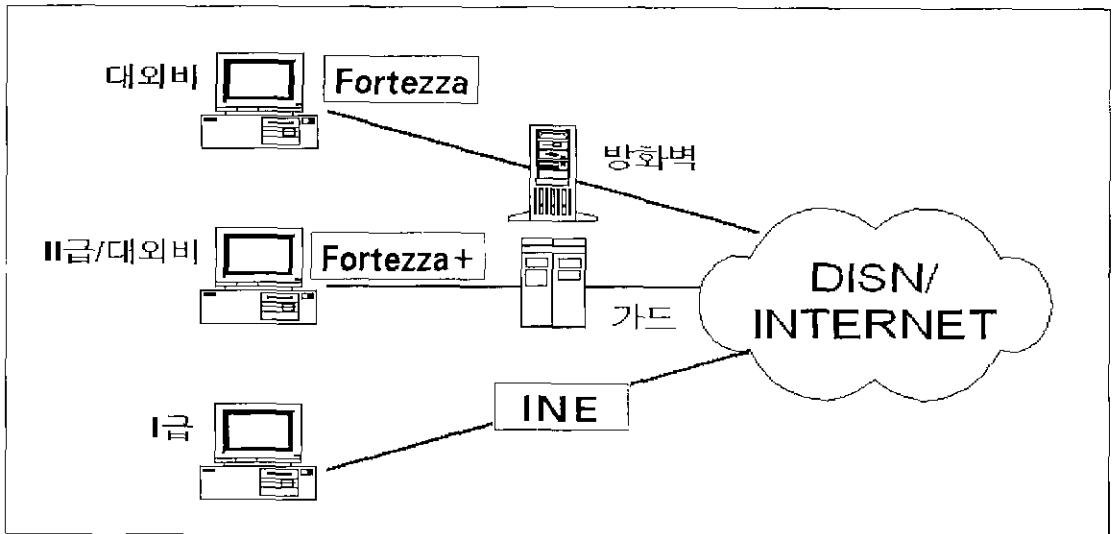 대외비
Fortezza
방화벽
II급/대외비
Fortezza+
가드
DISN/
INTERNET
I급
INE